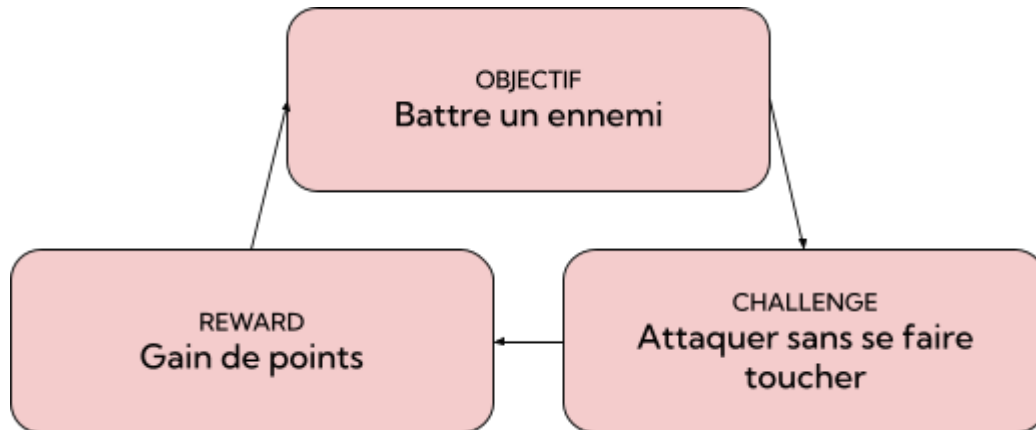 OBJECTIF
Battre un ennemi
REWARD
Gain de points
CHALLENGE
Attaquer sans se faire
toucher